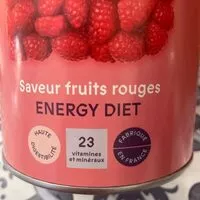 Saveur fruits rouges
ENERGY DIET
HAUTE
DIGESTIBILITÉ
23
vitamines
et minéraux
FABRIQUÉ
EN FRANCE